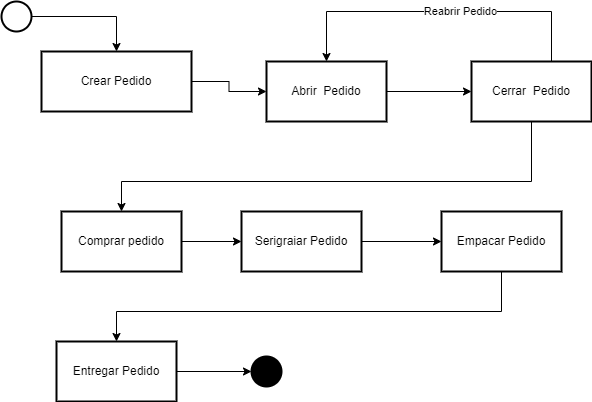 Reabrir Pedido
Crear Pedido
Abrir Pedido
Cerrar Pedido
Comprar pedido
Serigraiar Pedido
Empacar Pedido
Entregar Pedido